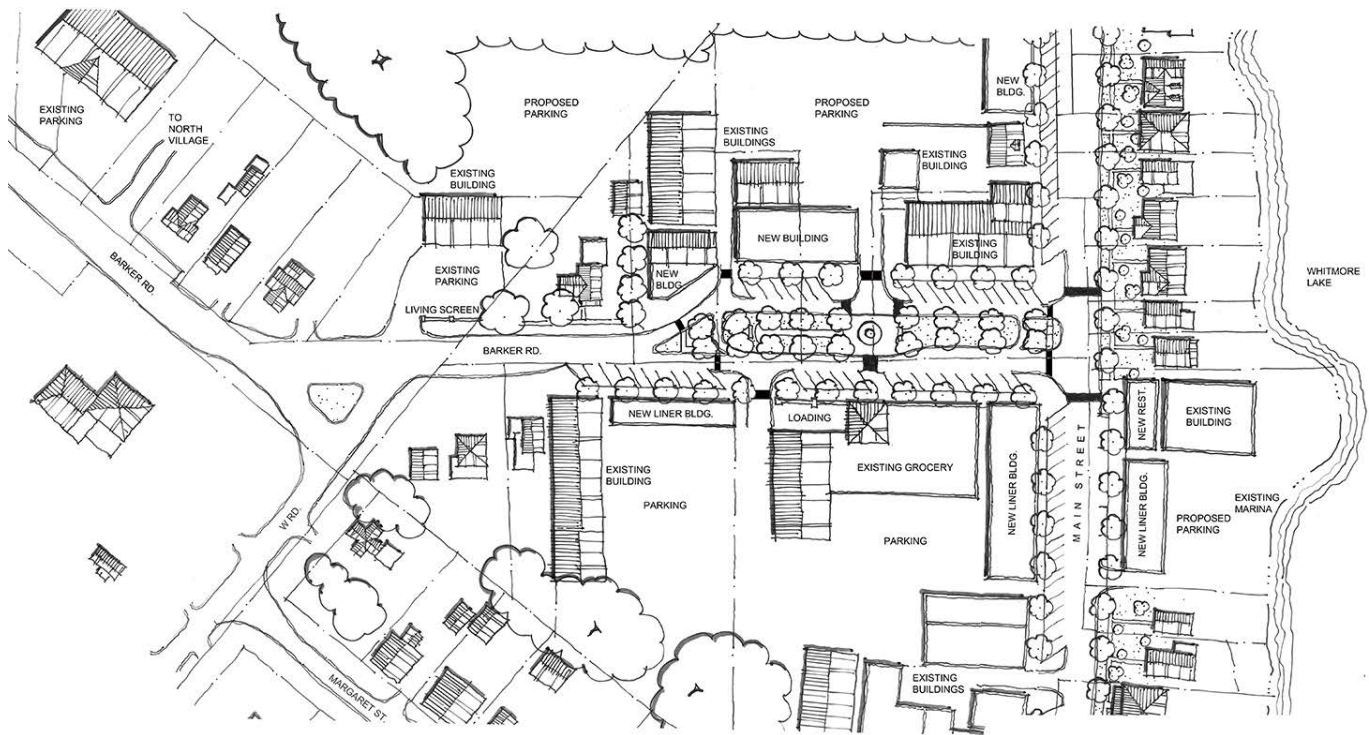 EXISTING
PARKING
TO
NORTH
VILLAGE
BARKER RD.
PROPOSED
PARKING
EXISTING
BUILDING
EXISTING
PARKING
LIVING SCREEN
EXISTING
BUILDINGS
NEW
BLDG.
NEW BUILDING
PROPOSED
PARKING
EXISTING
BUILDING
EXISTING
BUILDING
NEW
BLDG.
WHITMORE
LAKE
BARKER RD.
NEW LINER BLDG.
LOADING
EXISTING
BUILDING
PARKING
EXISTING GROCERY
PARKING
NEW LINER BLDG.
MAIN STREET
NEW REST.
EXISTING
BUILDING
NEW LINER BLDG.
PROPOSED
PARKING
EXISTING
MARINA
W RD.
MARGARET ST.
EXISTING
BUILDINGS